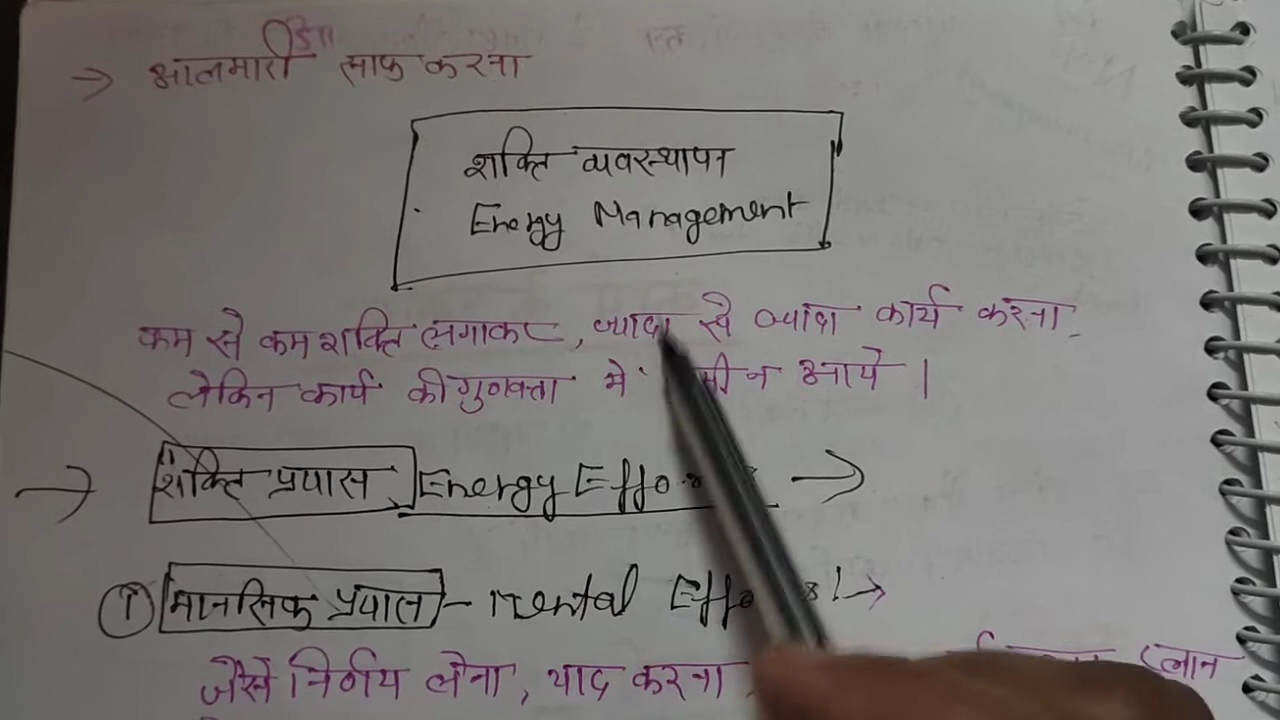 → आलमारी साफ करना
शक्ति व्यवस्थापन
Energy Management
कम से कम शक्ति लगाकर, ज्यादा से ज्यादा कार्य करना
लेकिन कार्य की गुणवत्ता मे न आये ।
→ शक्ति प्रयास Energy →
① मानसिक प्रयास - Mental →
जैसे निर्णय लेना, याद करना प्लान